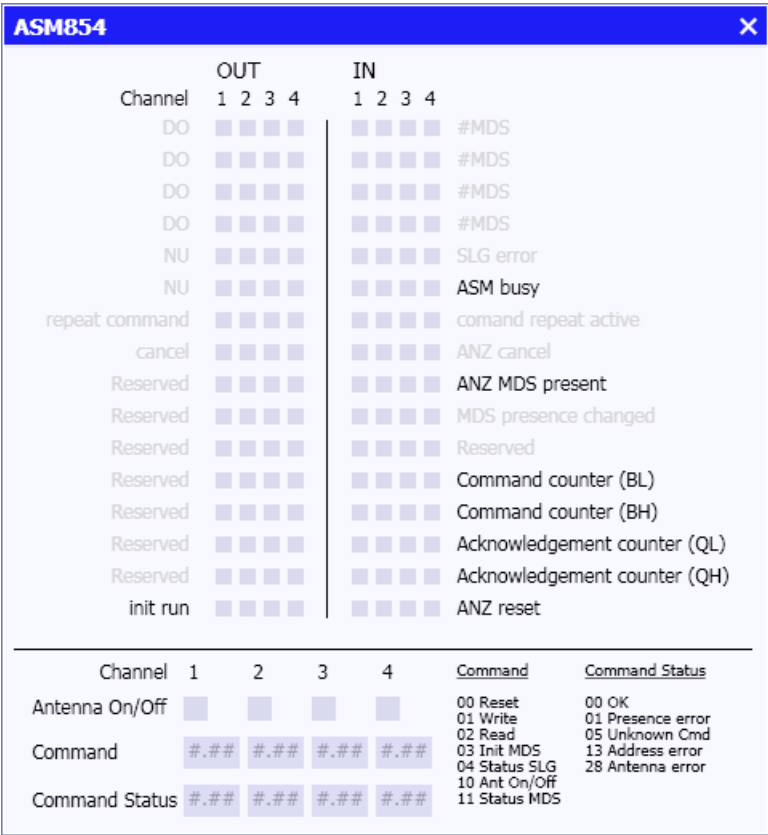 ASM854
OUT IN
Channel 1 2 3 4 1 2 3 4
DO #MDS
DO #MDS
DO #MDS
DO #MDS
NU SLG error
NU ASM busy
repeat command comand repeat active
cancel ANZ cancel
Reserved ANZ MDS present
Reserved MDS presence changed
Reserved Reserved
Reserved Command counter (BL)
Reserved Command counter (BH)
Reserved Acknowledgement counter (QL)
Reserved Acknowledgement counter (QH)
init run ANZ reset
Channel 1 2 3 4
Antenna On/Off
Command #.## #.## #.## #.##
Command Status #.## #.## #.## #.##
Command
00 Reset
01 Write
02 Read
03 Init MDS
04 Status SLG
10 Ant On/Off
11 Status MDS
Command Status
00 OK
01 Presence error
05 Unknown Cmd
13 Address error
28 Antenna error